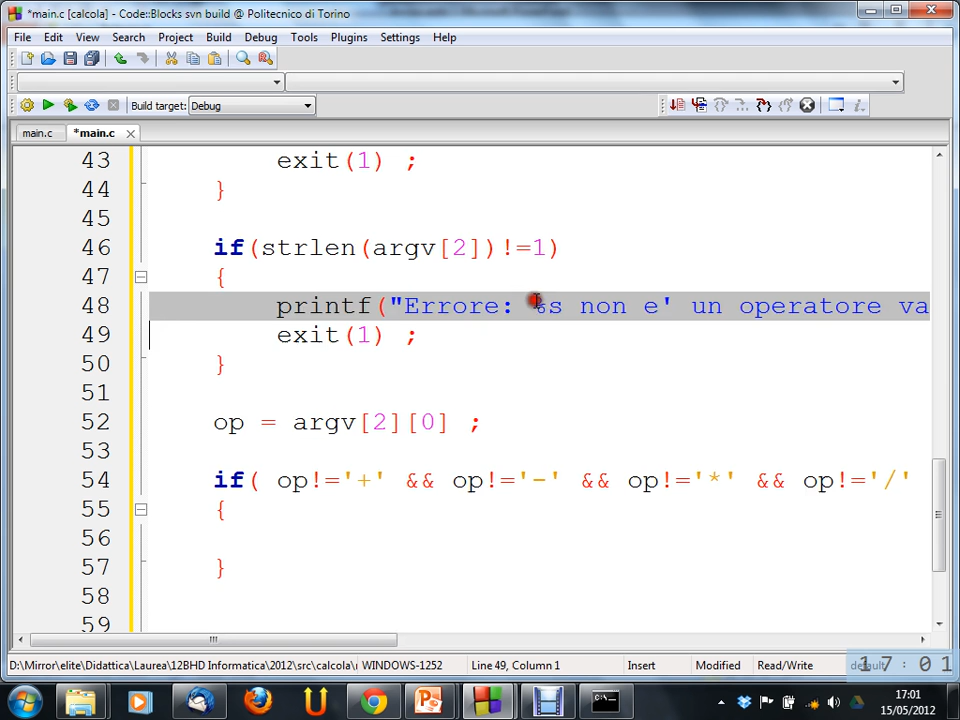 *main.c [calcola] - Code::Blocks svn build @ Politecnico di Torino
File Edit View Search Project Build Debug Tools Plugins Settings Help
Build target: Debug
main.c *main.c
43 exit(1) ;
44 }
45
46 if(strlen(argv[2])!=1)
47 {
48 printf("Errore: %s non e' un operatore va
49 exit(1) ;
50 }
51
52 op = argv[2][0] ;
53
54 if( op!='+' && op!='-' && op!='*' && op!='/'
55 {
56
57 }
58
59
D:\Mirror\elite\Didattica\Laurea\12BHD Informatica\2012\src\calcola\ WINDOWS-1252 Line 49, Column 1 Insert Modified Read/Write default
17:01
17:01
15/05/2012